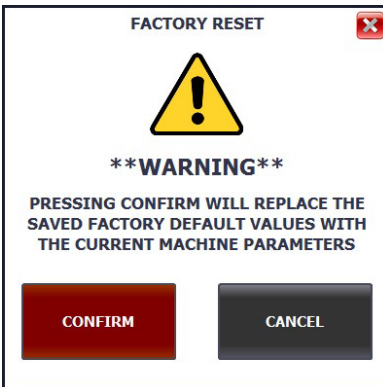 FACTORY RESET
**WARNING**
PRESSING CONFIRM WILL REPLACE THE
SAVED FACTORY DEFAULT VALUES WITH
THE CURRENT MACHINE PARAMETERS
CONFIRM
CANCEL